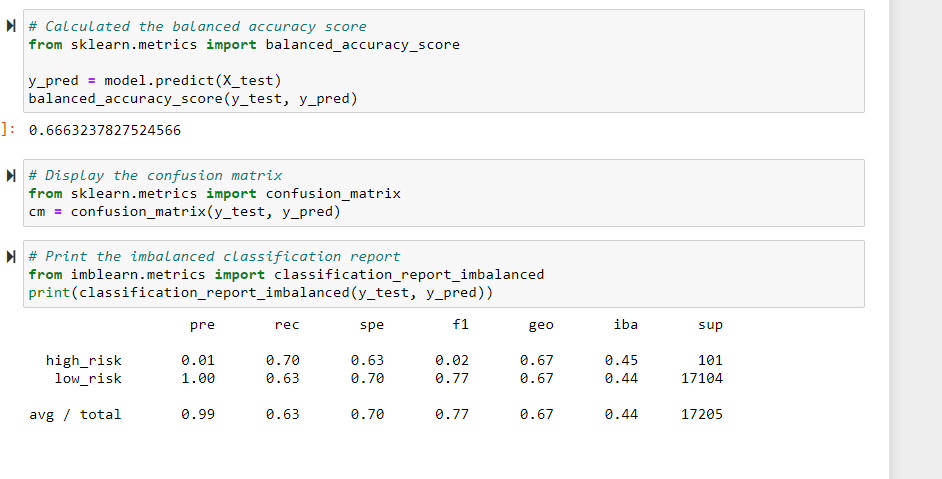 # Calculated the balanced accuracy score
from sklearn.metrics import balanced_accuracy_score
y_pred = model.predict(X_test)
balanced_accuracy_score(y_test, y_pred)
]: 0.6663237827524566
# Display the confusion matrix
from sklearn.metrics import confusion_matrix
cm = confusion_matrix(y_test, y_pred)
# Print the imbalanced classification report
from imblearn.metrics import classification_report_imbalanced
print(classification_report_imbalanced(y_test, y_pred))
pre rec spe f1 geo iba sup
high_risk 0.01 0.70 0.63 0.02 0.67 0.45 101
low_risk 1.00 0.63 0.70 0.77 0.67 0.44 17104
avg / total 0.99 0.63 0.70 0.77 0.67 0.44 17205